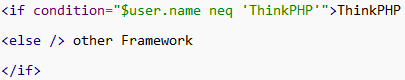 <if condition="$user.name neq 'ThinkPHP'">ThinkPHP
<else /> other Framework
</if>